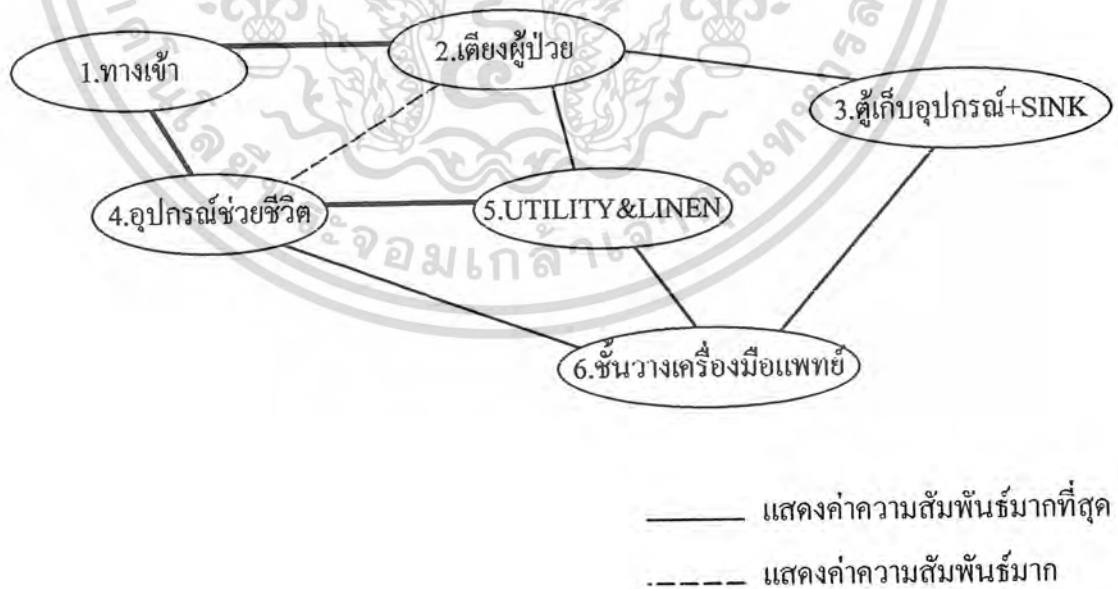 1.ทางเข้า
2.เตียงผู้ป่วย
3.ตู้เก็บอุปกรณ์+SINK
4.อุปกรณ์ช่วยชีวิต
5.UTILITY&LINEN
6.ชั้นวางเครื่องมือแพทย์
แสดงค่าความสัมพันธ์มากที่สุด
แสดงค่าความสัมพันธ์มาก